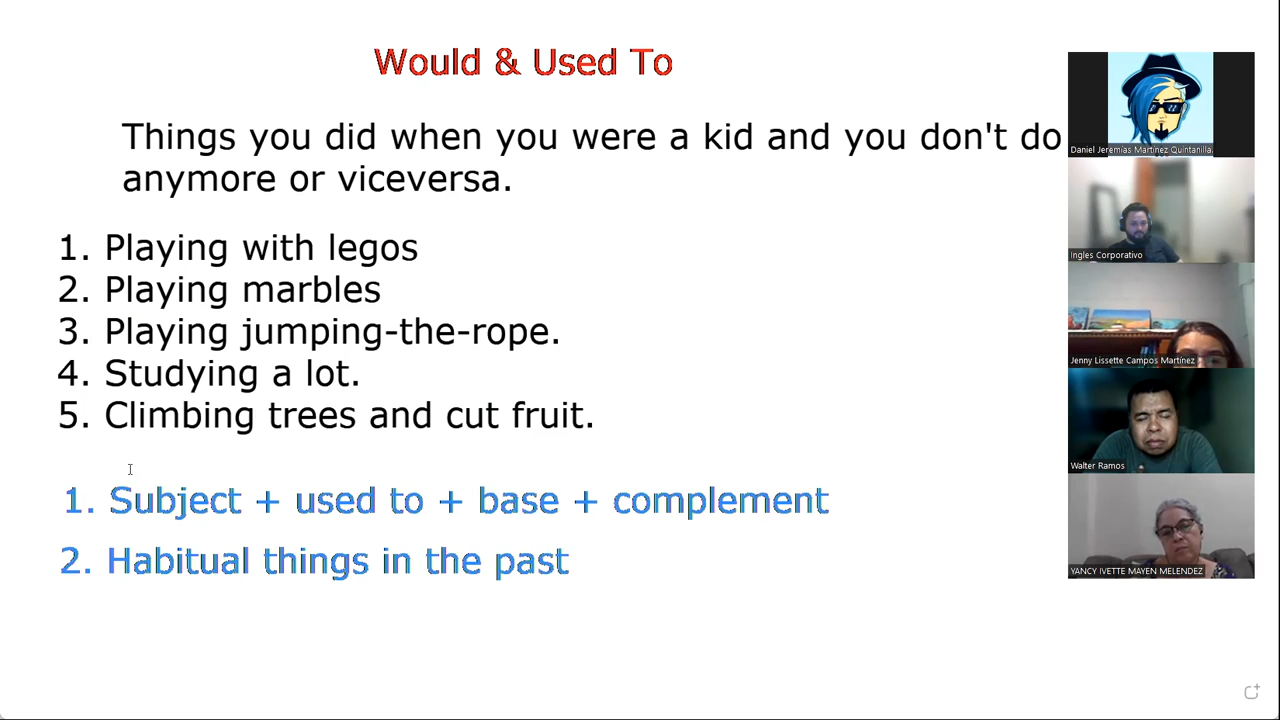 Would & Used To
Things you did when you were a kid and you don't do
anymore or viceversa.
1. Playing with legos
2. Playing marbles
3. Playing jumping-the-rope.
4. Studying a lot.
5. Climbing trees and cut fruit.
1. Subject + used to + base + complement
2. Habitual things in the past
Daniel Jeremías Martínez Quintanilla
Ingles Corporativo
Jenny Lissette Campos Martínez
Walter Ramos
YANCY IVETTE MAYEN MELENDEZ